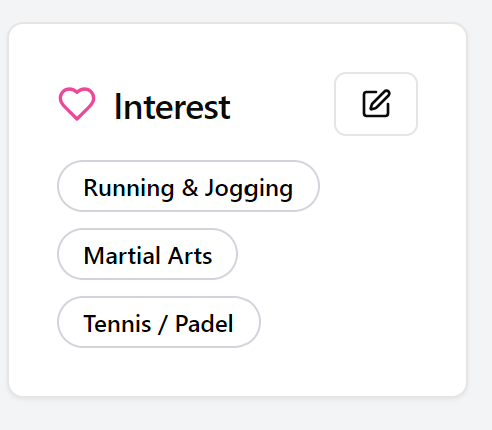 Interest
Running & Jogging
Martial Arts
Tennis / Padel